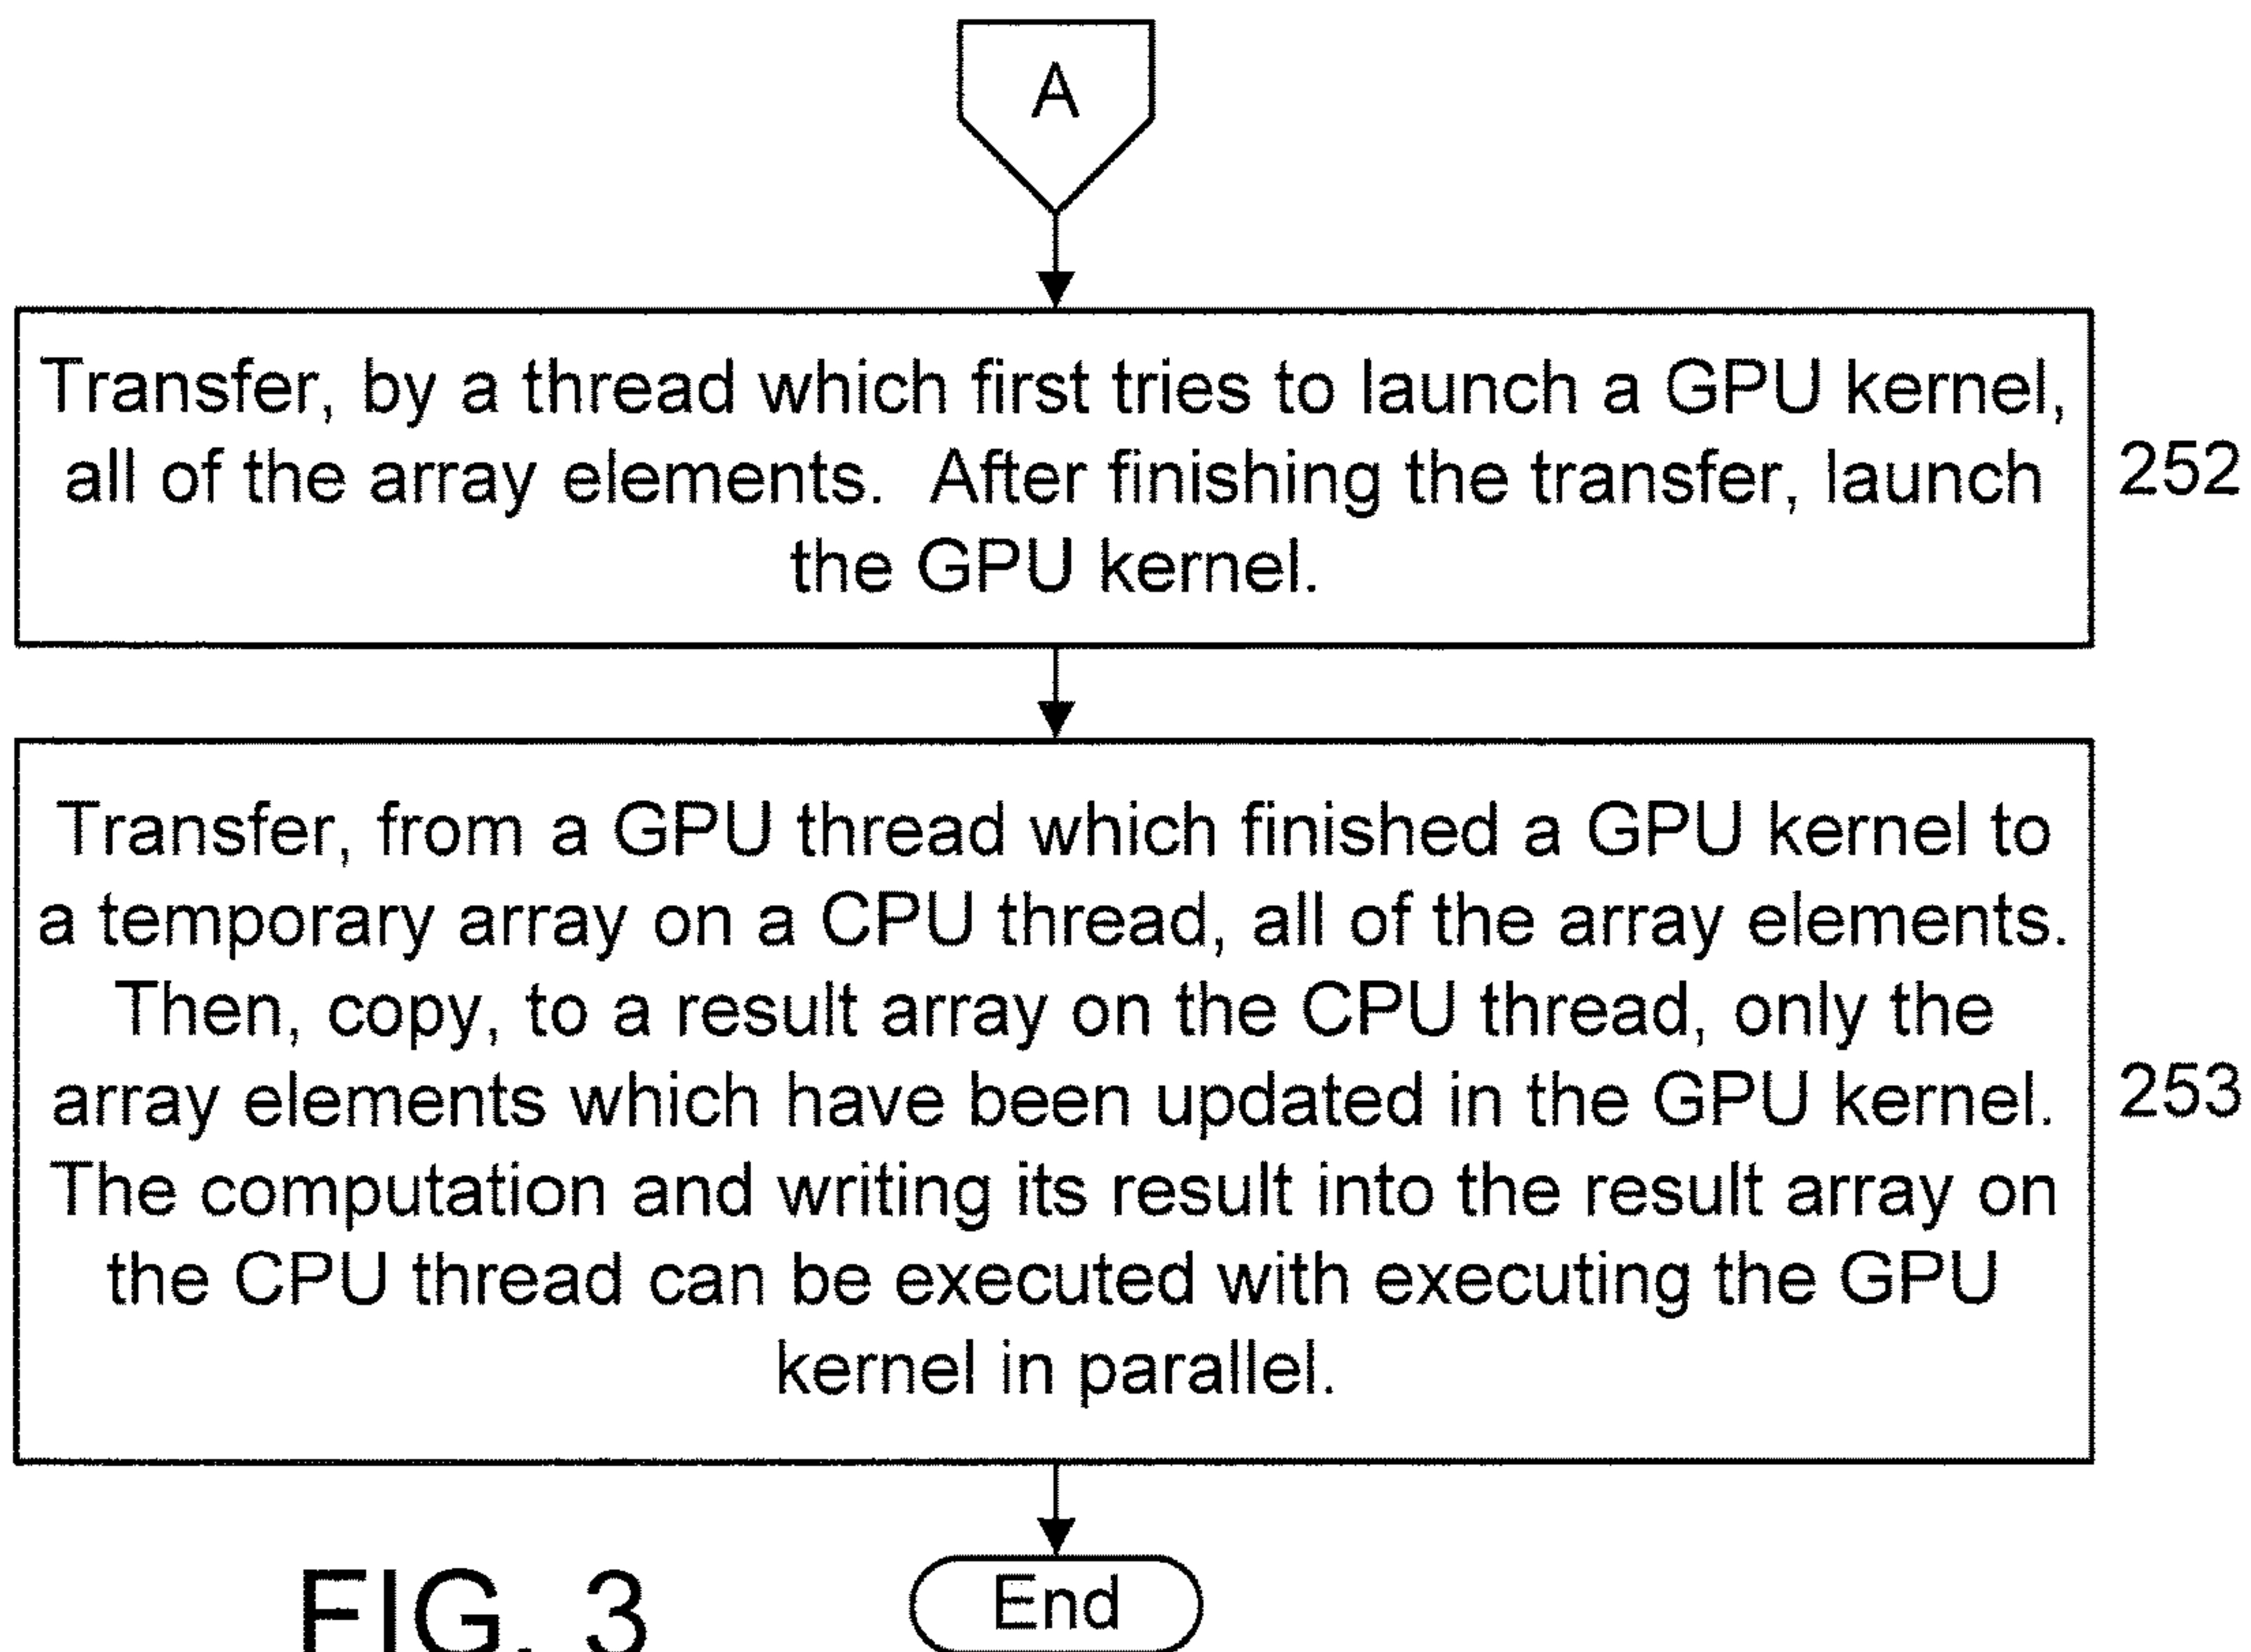 A
Transfer, by a thread which first tries to launch a GPU kernel,
all of the array elements. After finishing the transfer, launch
the GPU kernel.
252
Transfer, from a GPU thread which finished a GPU kernel to
a temporary array on a CPU thread, all of the array elements.
Then, copy, to a result array on the CPU thread, only the
array elements which have been updated in the GPU kernel.
The computation and writing its result into the result array on
the CPU thread can be executed with executing the GPU
kernel in parallel.
253
End
FIG. 3